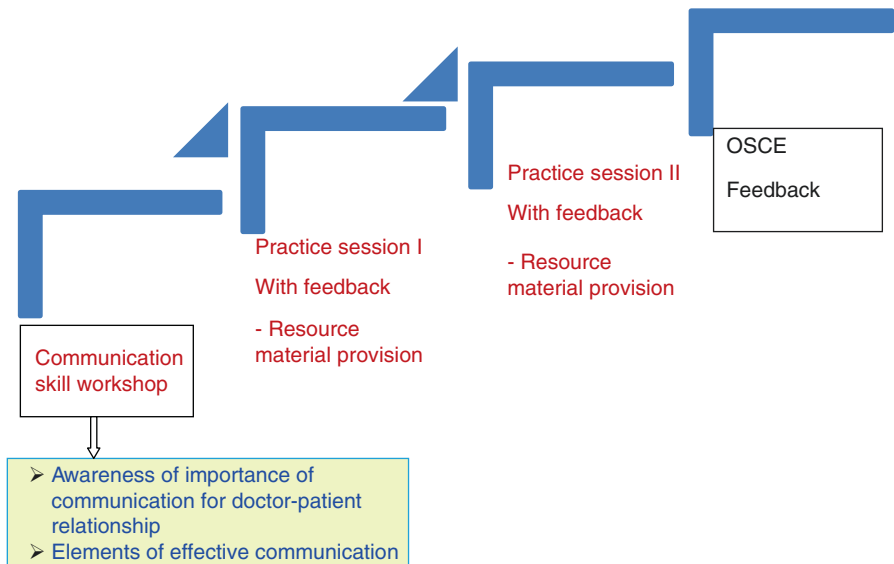 Communication
skill workshop
➢ Awareness of importance of
communication for doctor-patient
relationship
➢ Elements of effective communication
Practice session I
With feedback
- Resource
material provision
Practice session II
With feedback
- Resource
material provision
OSCE
Feedback